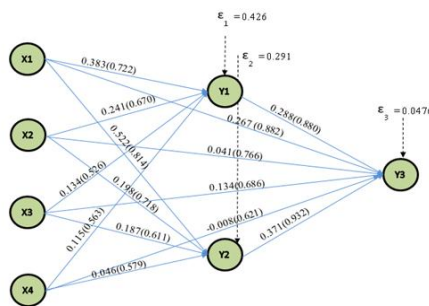 ε1 =0.426
ε2 =0.291
X1
0.383(0.722)
Y1
ε3 =0.0476
0.288(0.880)
0.267(0.882)
0.241(0.670)
0.522(0.814)
X2
0.041(0.766)
Y3
0.134(0.526)
0.198(0.718)
0.134(0.686)
X3
0.115(0.563)
0.187(0.611)
-0.008(0.621)
0.371(0.932)
Y2
X4
0.046(0.579)